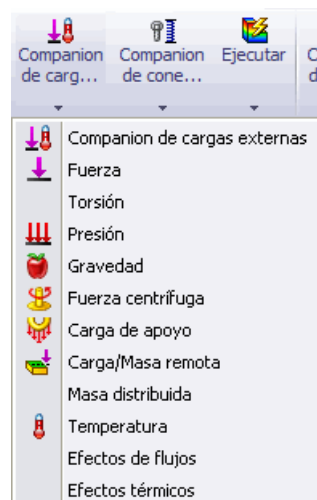 Companion Companion Ejecutar
de carg... de cone...
Companion de cargas externas
Fuerza
Torsión
Presión
Gravedad
Fuerza centrífuga
Carga de apoyo
Carga/Masa remota
Masa distribuida
Temperatura
Efectos de flujos
Efectos térmicos